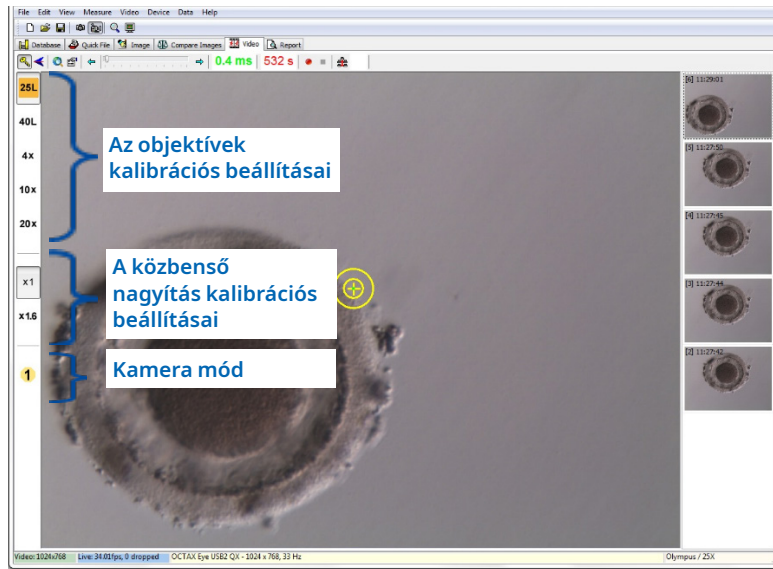 File Edit View Measure Video Device Data Help
Database Quick File Image Compare Images Video Report
0.4 ms 532 s
25L
40L
4x
10x
20x
x1
x1.6
1
Az objektívek
kalibrációs beállításai
A közbenső
nagyítás kalibrációs
beállításai
Kamera mód
[6] 11:29:01
[5] 11:27:50
[4] 11:27:45
[3] 11:27:44
[2] 11:27:42
Video: 1024x768 Live: 34.01fps, 0 dropped OCTAX Eye USB2 QX - 1024 x 768, 33 Hz Olympus / 25X